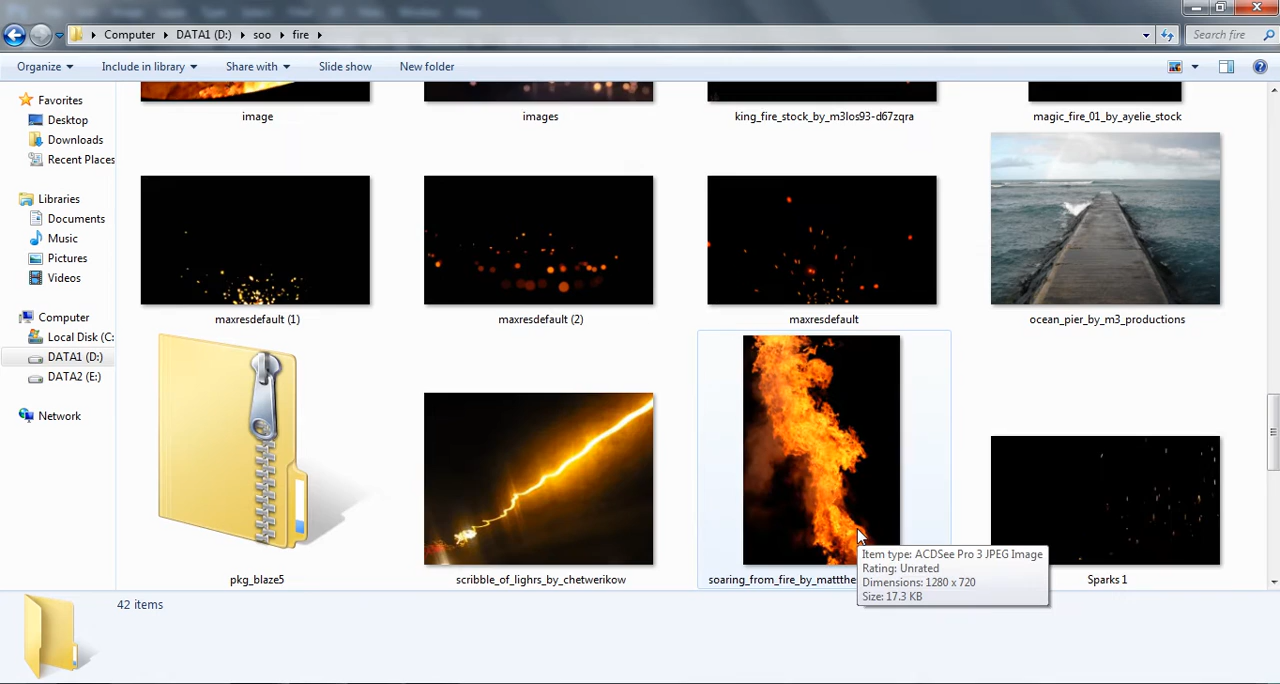 Computer DATA1 (D:) soo fire Search fire
Organize Include in library Share with Slide show New folder
Favorites
Desktop
Downloads
Recent Places
Libraries
Documents
Music
Pictures
Videos
Computer
Local Disk (C:
DATA1 (D:)
DATA2 (E:)
Network
image images king_fire_stock_by_m3los93-d67zqra magic_fire_01_by_ayelie_stock
maxresdefault (1) maxresdefault (2) maxresdefault ocean_pier_by_m3_productions
pkg_blaze5 scribble_of_lighrs_by_chetwerikow soaring_from_fire_by_mattthe Sparks 1
Item type: ACDSee Pro 3 JPEG Image
Rating: Unrated
Dimensions: 1280 x 720
Size: 17.3 KB
42 items